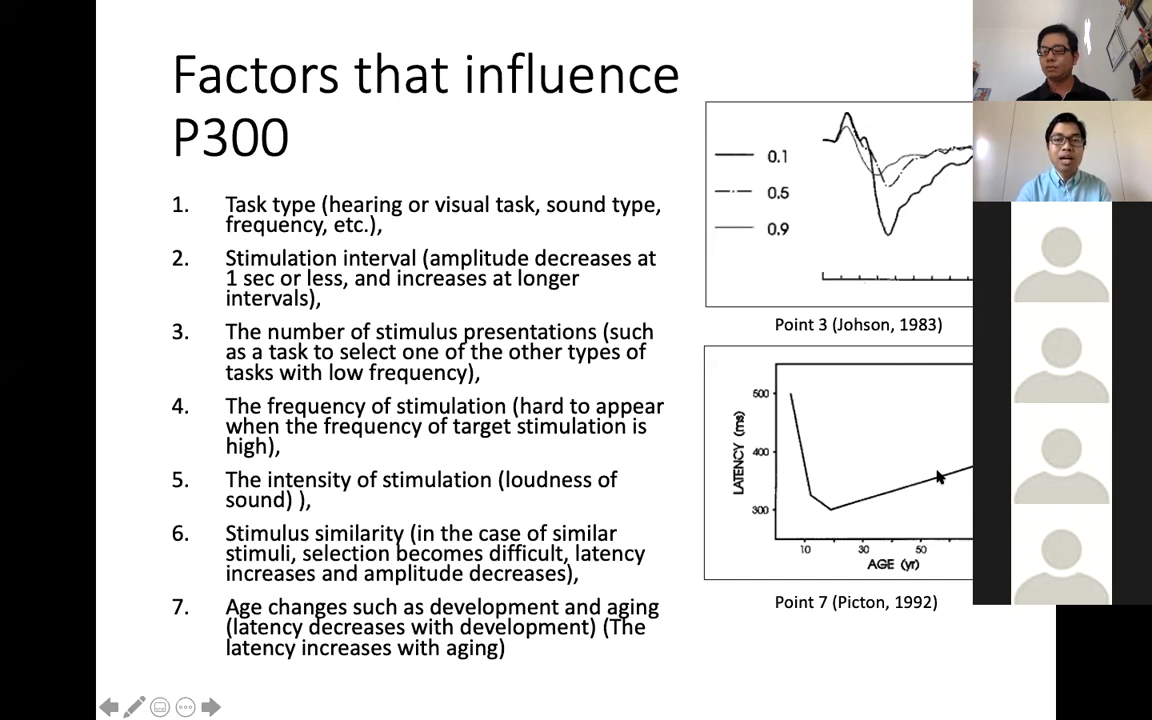 Factors that influence
P300
1. Task type (hearing or visual task, sound type,
frequency, etc.),
2. Stimulation interval (amplitude decreases at
1 sec or less, and increases at longer
intervals),
3. The number of stimulus presentations (such
as a task to select one of the other types of
tasks with low frequency),
4. The frequency of stimulation (hard to appear
when the frequency of target stimulation is
high),
5. The intensity of stimulation (loudness of
sound) ),
6. Stimulus similarity (in the case of similar
stimuli, selection becomes difficult, latency
increases and amplitude decreases),
7. Age changes such as development and aging
(latency decreases with development) (The
latency increases with aging)
0.1
0.5
0.9
Point 3 (Johson, 1983)
LATENCY (ms)
500
400
300
10 30 50
AGE (yr)
Point 7 (Picton, 1992)